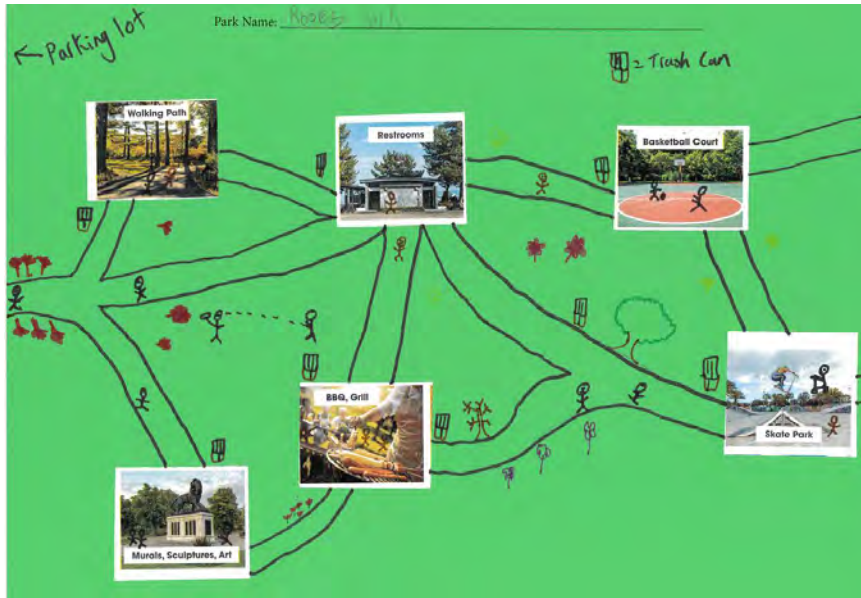 Park Name:
← Parking lot
= Trash Can
Walking Path
Restrooms
Basketball Court
BBQ, Grill
Skate Park
Murals, Sculptures, Art